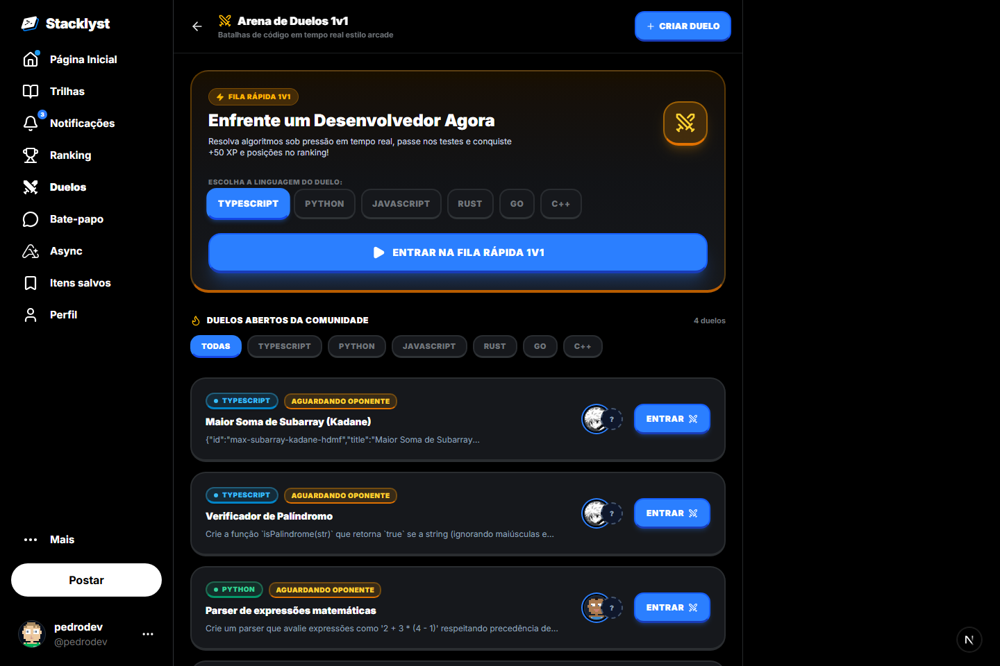 Stacklyst
Página Inicial
Trilhas
3
Notificações
Ranking
Duelos
Bate-papo
Async
Itens salvos
Perfil
Mais
Postar
pedrodev
@pedrodev
Arena de Duelos 1v1
Batalhas de código em tempo real estilo arcade
+ CRIAR DUELO
FILA RÁPIDA 1V1
Enfrente um Desenvolvedor Agora
Resolva algoritmos sob pressão em tempo real, passe nos testes e conquiste
+50 XP e posições no ranking!
ESCOLHA A LINGUAGEM DO DUELO:
TYPESCRIPT PYTHON JAVASCRIPT RUST GO C++
ENTRAR NA FILA RÁPIDA 1V1
DUELOS ABERTOS DA COMUNIDADE
4 duelos
TODAS TYPESCRIPT PYTHON JAVASCRIPT RUST GO C++
TYPESCRIPT AGUARDANDO OPONENTE
Maior Soma de Subarray (Kadane)
{"id":"max-subarray-kadane-hdmf","title":"Maior Soma de Subarray...
?
ENTRAR
TYPESCRIPT AGUARDANDO OPONENTE
Verificador de Palíndromo
Crie a função `isPalindrome(str)` que retorna `true` se a string (ignorando maiúsculas e...
?
ENTRAR
PYTHON AGUARDANDO OPONENTE
Parser de expressões matemáticas
Crie um parser que avalie expressões como '2 + 3 * (4 - 1)' respeitando precedência de...
?
ENTRAR
N